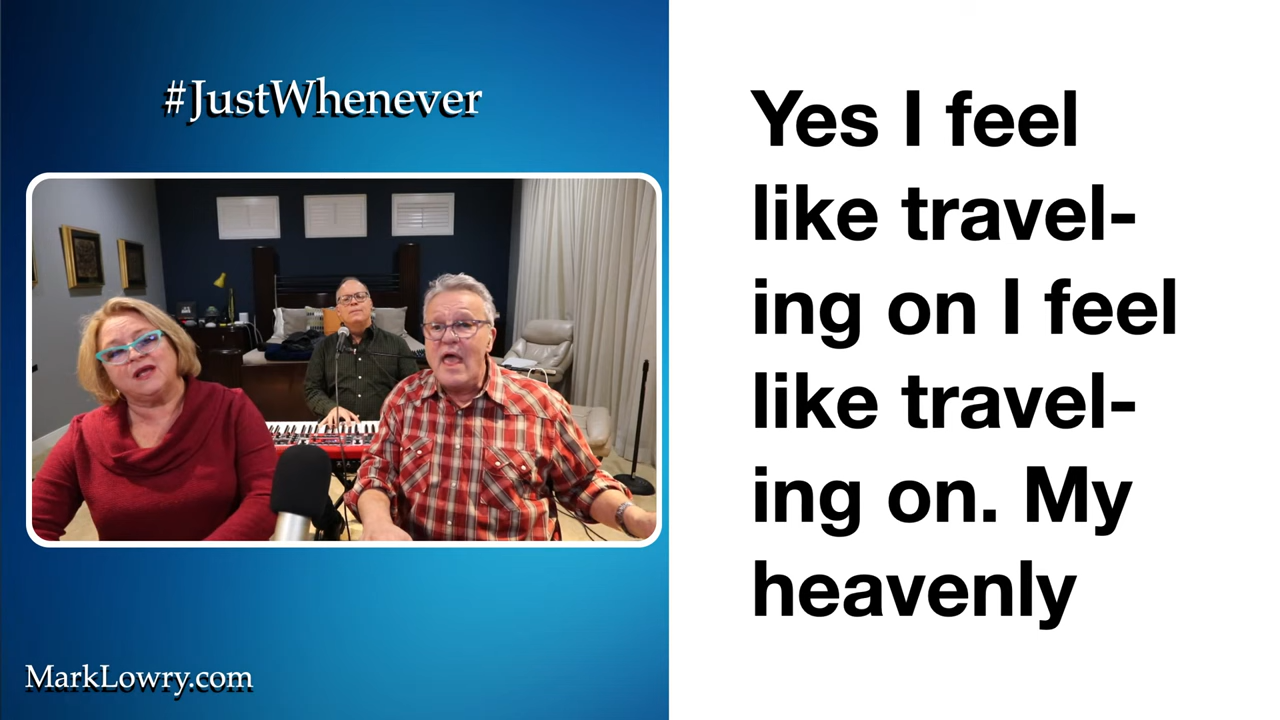 #JustWhenever
MarkLowry.com
Yes I feel
like travel-
ing on I feel
like travel-
ing on. My
heavenly